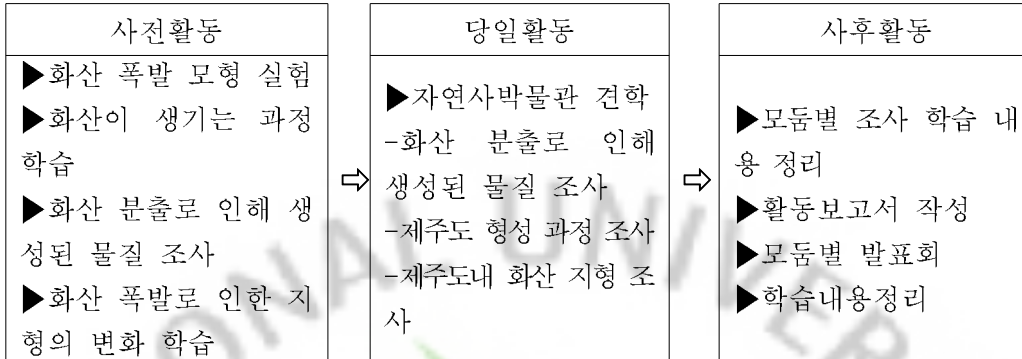 사전활동
▶화산 폭발 모형 실험
▶화산이 생기는 과정
학습
▶화산 분출로 인해 생
성된 물질 조사
▶화산 폭발로 인한 지
형의 변화 학습
⇨
당일활동
▶자연사박물관 견학
-화산 분출로 인해
생성된 물질 조사
-제주도 형성 과정 조사
-제주도내 화산 지형 조
사
⇨
사후활동
▶모둠별 조사 학습 내
용 정리
▶활동보고서 작성
▶모둠별 발표회
▶학습내용정리
ONAL UNIVER